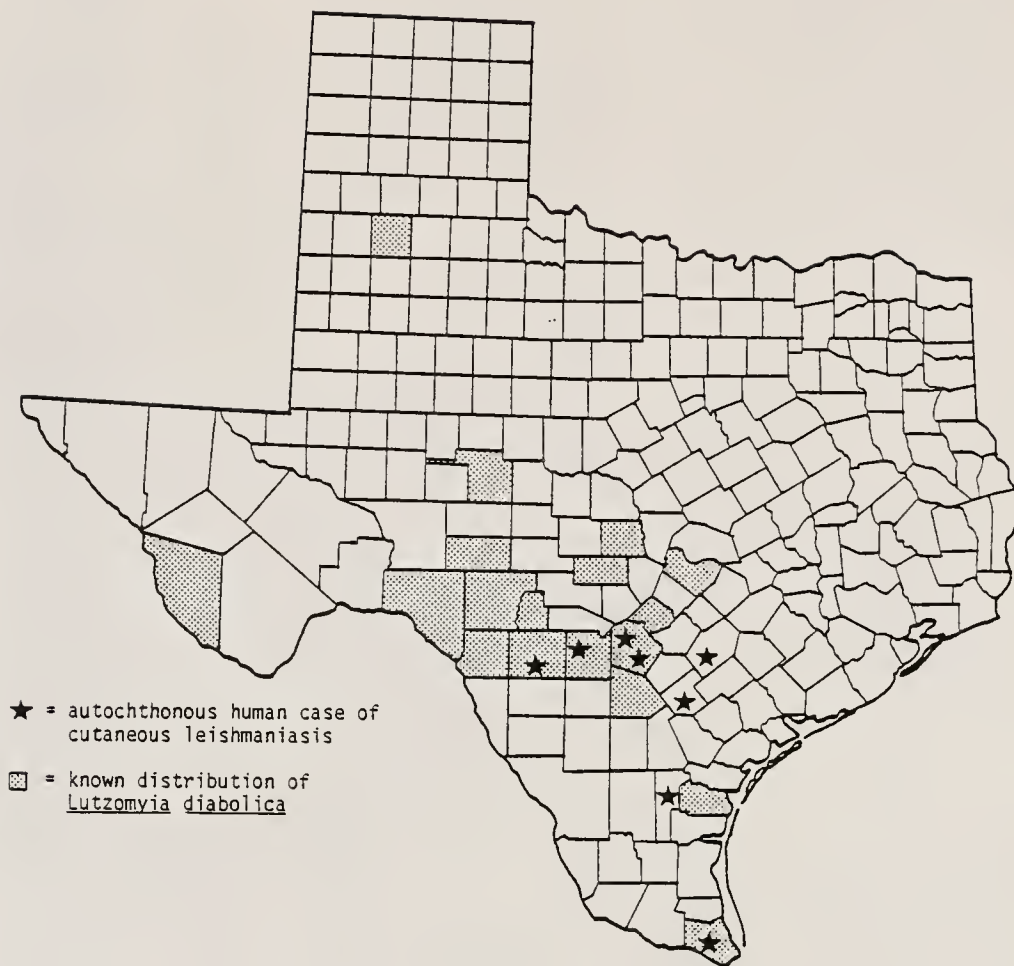 ★ = autochthonous human case of
cutaneous leishmaniasis
▒ = known distribution of
Lutzomyia diabolica